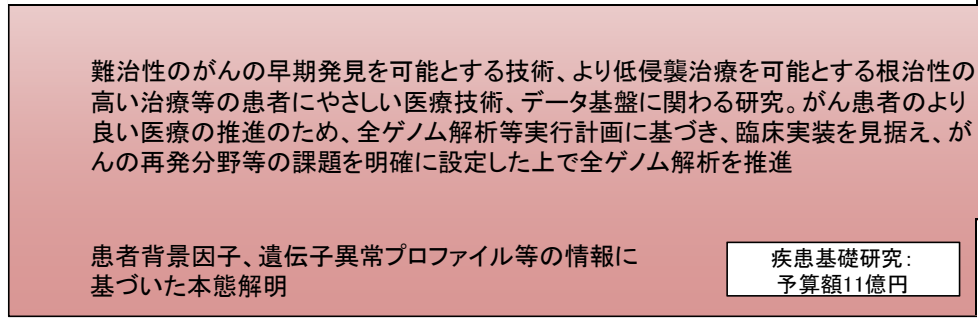 難治性のがんの早期発見を可能とする技術、より低侵襲治療を可能とする根治性の
高い治療等の患者にやさしい医療技術、データ基盤に関わる研究。がん患者のより
良い医療の推進のため、全ゲノム解析等実行計画に基づき、臨床実装を見据え、が
んの再発分野等の課題を明確に設定した上で全ゲノム解析を推進
患者背景因子、遺伝子異常プロファイル等の情報に
基づいた本態解明
疾患基礎研究：
予算額11億円